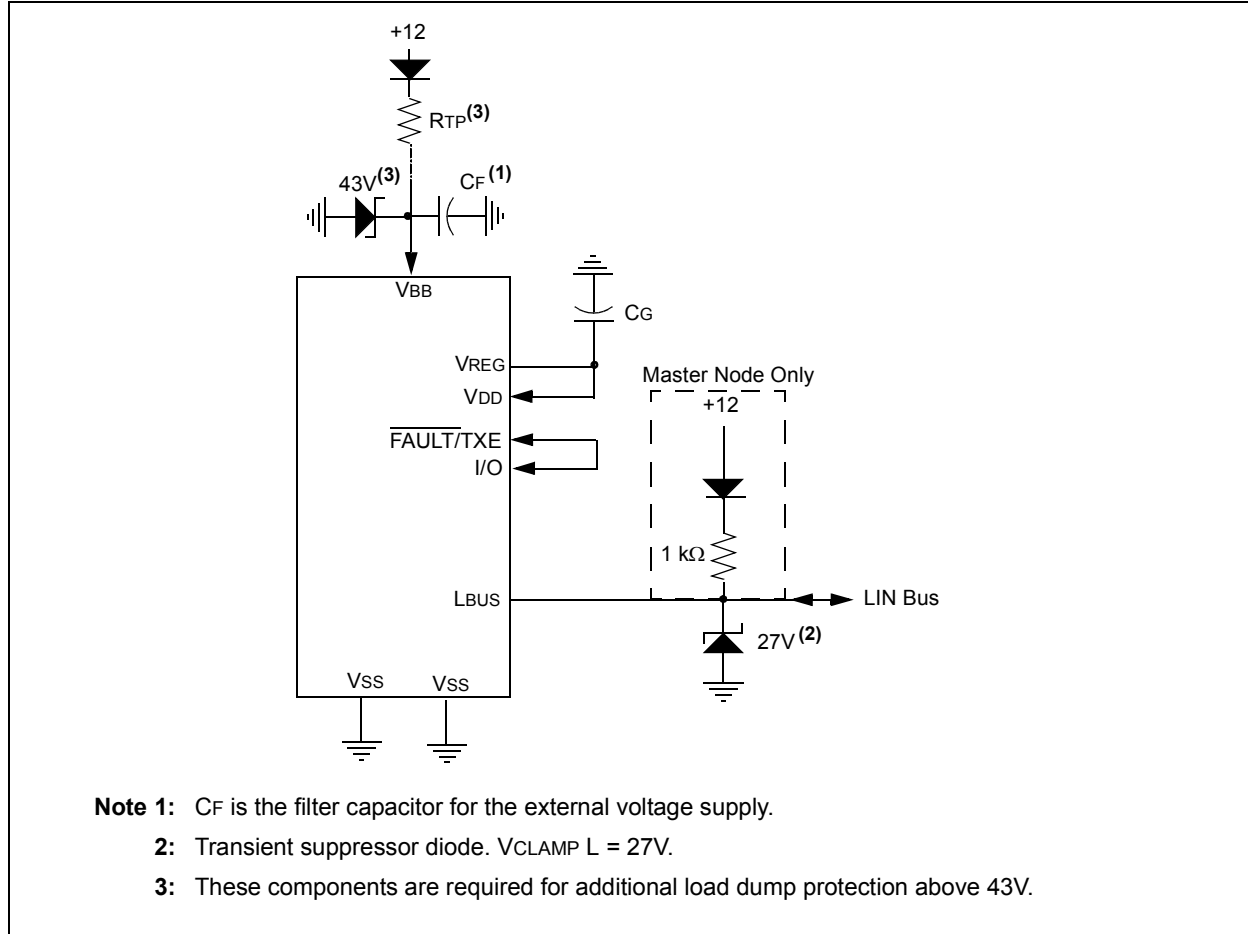 +12
RTP(3)
43V(3)
CF(1)
VBB
CG
VREG
VDD
FAULT/TXE
I/O
Master Node Only
+12
1 kΩ
LBUS
LIN Bus
27V(2)
VSS VSS
Note 1: CF is the filter capacitor for the external voltage supply.
2: Transient suppressor diode. VCLAMP L = 27V.
3: These components are required for additional load dump protection above 43V.